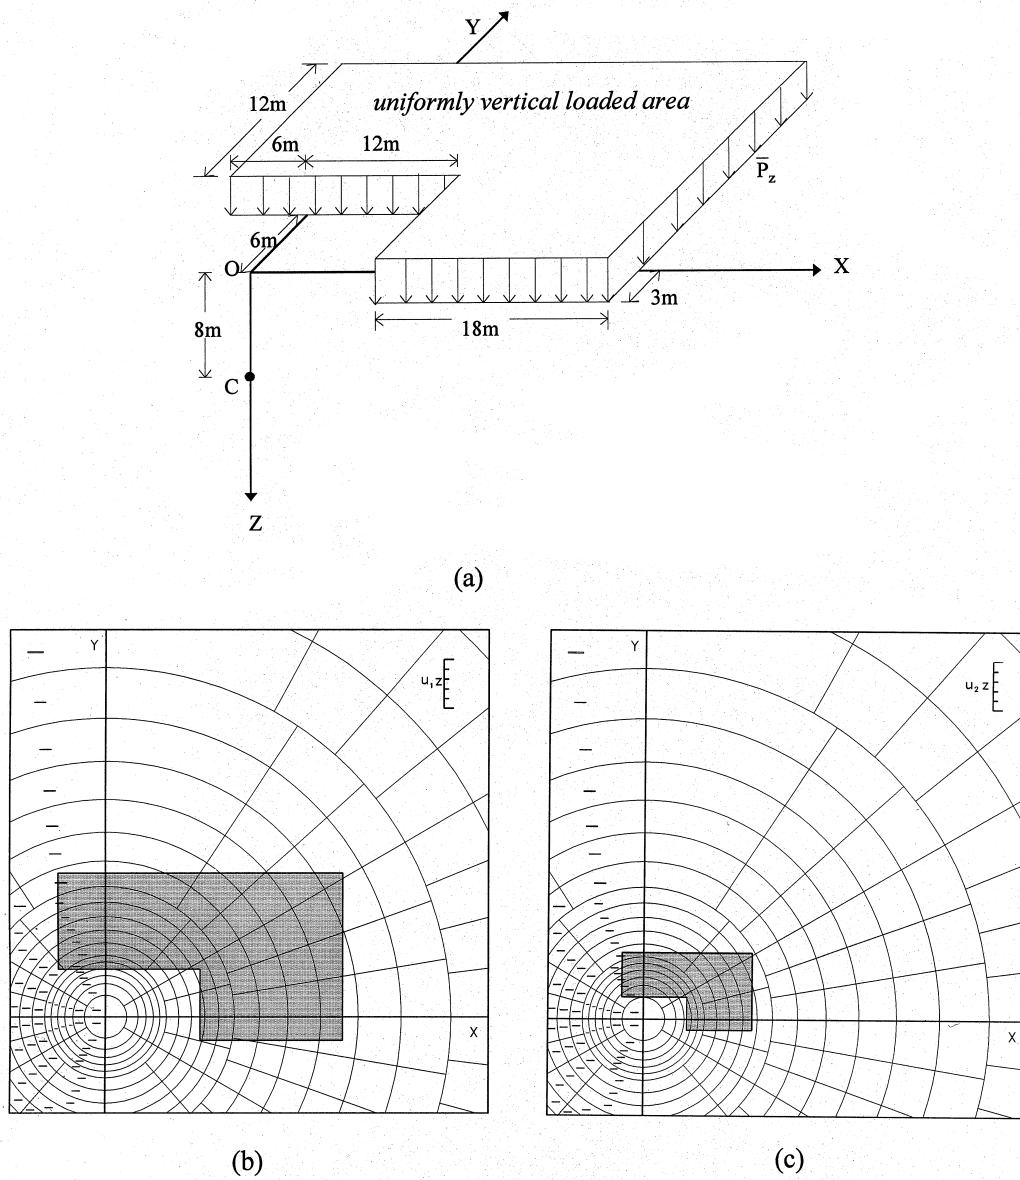 Y
12m
uniformly vertical loaded area
6m
12m
P̅z
6m
O
X
3m
8m
18m
C
Z
(a)
Y
u₁z
X
Y
u₂z
X
(b)
(c)